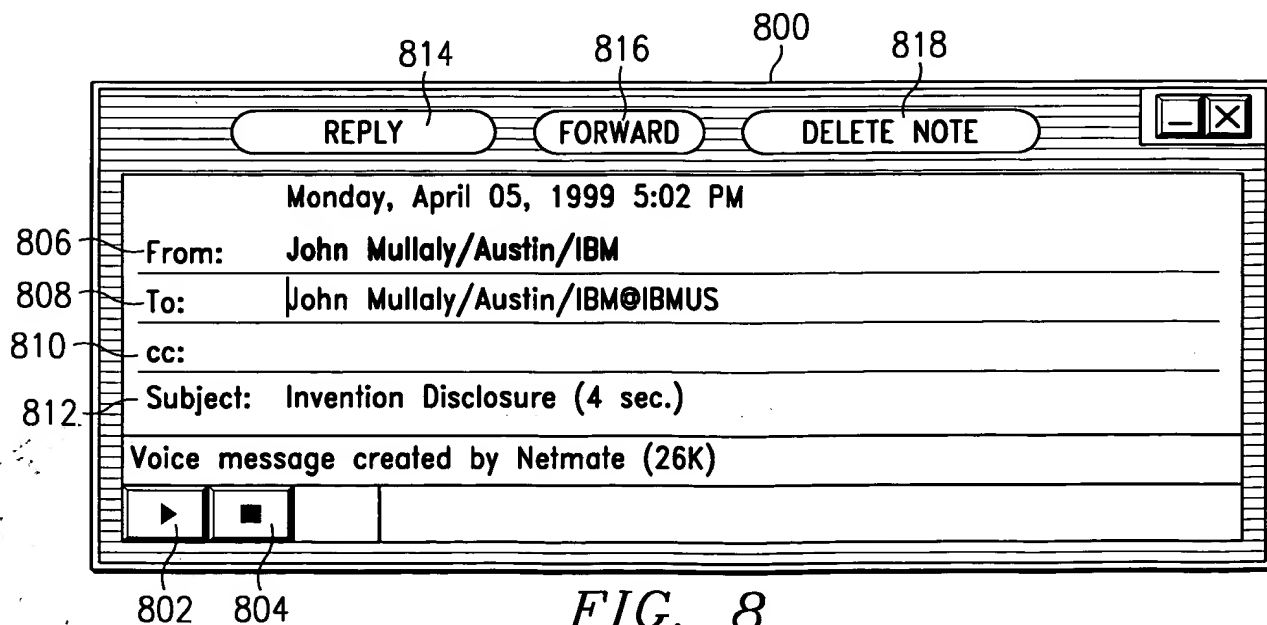 800
814 816 818
REPLY FORWARD DELETE NOTE
Monday, April 05, 1999 5:02 PM
806 From: John Mullaly/Austin/IBM
808 To: John Mullaly/Austin/IBM@IBMUS
810 cc:
812 Subject: Invention Disclosure (4 sec.)
Voice message created by Netmate (26K)
802 804
FIG. 8